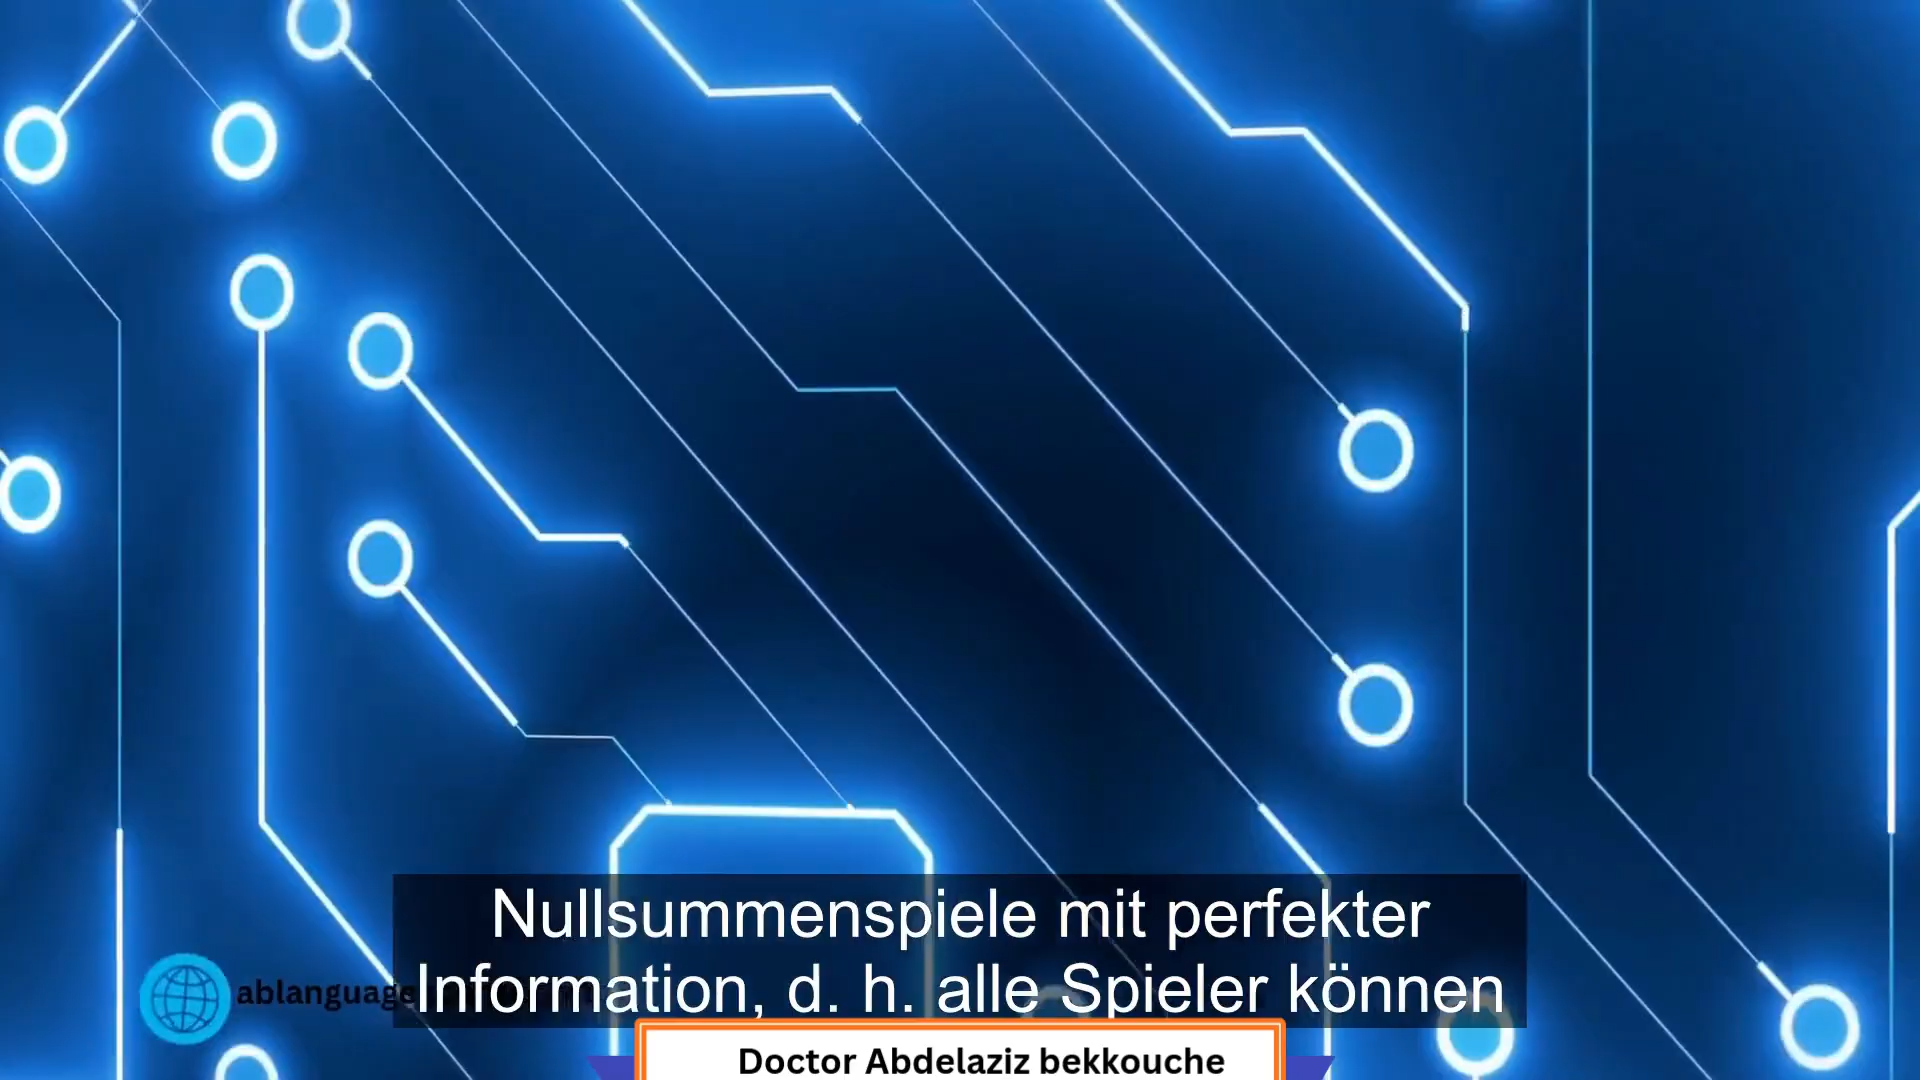 Nullsummenspiele mit perfekter
Information, d. h. alle Spieler können
ablanguage
Doctor Abdelaziz bekkouche